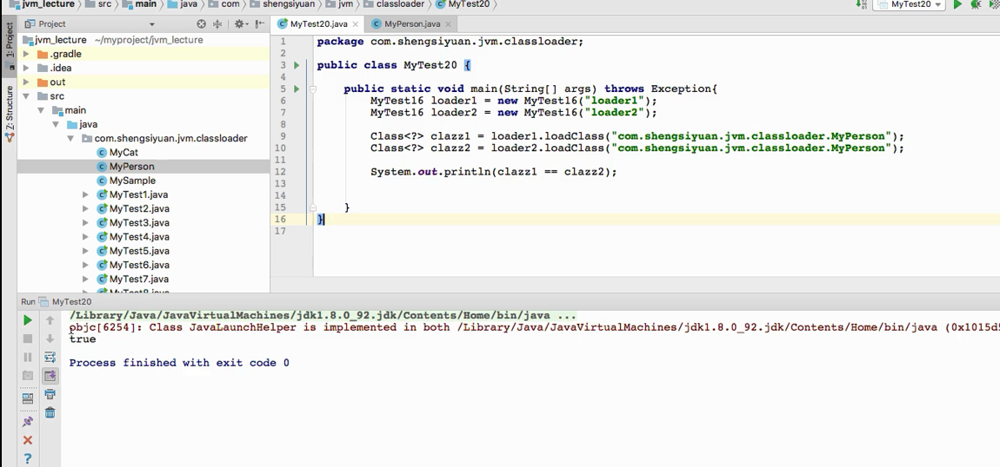 jvm_lecture src main java com shengsiyuan jvm classloader MyTest20
MyTest20
1: Project
Z: Structure
Project
jvm_lecture ~/myproject/jvm_lecture
.gradle
.idea
out
src
main
java
com.shengsiyuan.jvm.classloader
MyCat
MyPerson
MySample
MyTest1.java
MyTest2.java
MyTest3.java
MyTest4.java
MyTest5.java
MyTest6.java
MyTest7.java
MyTest20.java MyPerson.java
1 package com.shengsiyuan.jvm.classloader;
2
3 public class MyTest20 {
4
5 public static void main(String[] args) throws Exception{
6 MyTest16 loader1 = new MyTest16("loader1");
7 MyTest16 loader2 = new MyTest16("loader2");
8
9 Class<?> clazz1 = loader1.loadClass("com.shengsiyuan.jvm.classloader.MyPerson");
10 Class<?> clazz2 = loader2.loadClass("com.shengsiyuan.jvm.classloader.MyPerson");
11
12 System.out.println(clazz1 == clazz2);
13
14
15 }
16 }
17
Run MyTest20
/Library/Java/JavaVirtualMachines/jdk1.8.0_92.jdk/Contents/Home/bin/java ...
objc[6254]: Class JavaLaunchHelper is implemented in both /Library/Java/JavaVirtualMachines/jdk1.8.0_92.jdk/Contents/Home/bin/java
true
Process finished with exit code 0